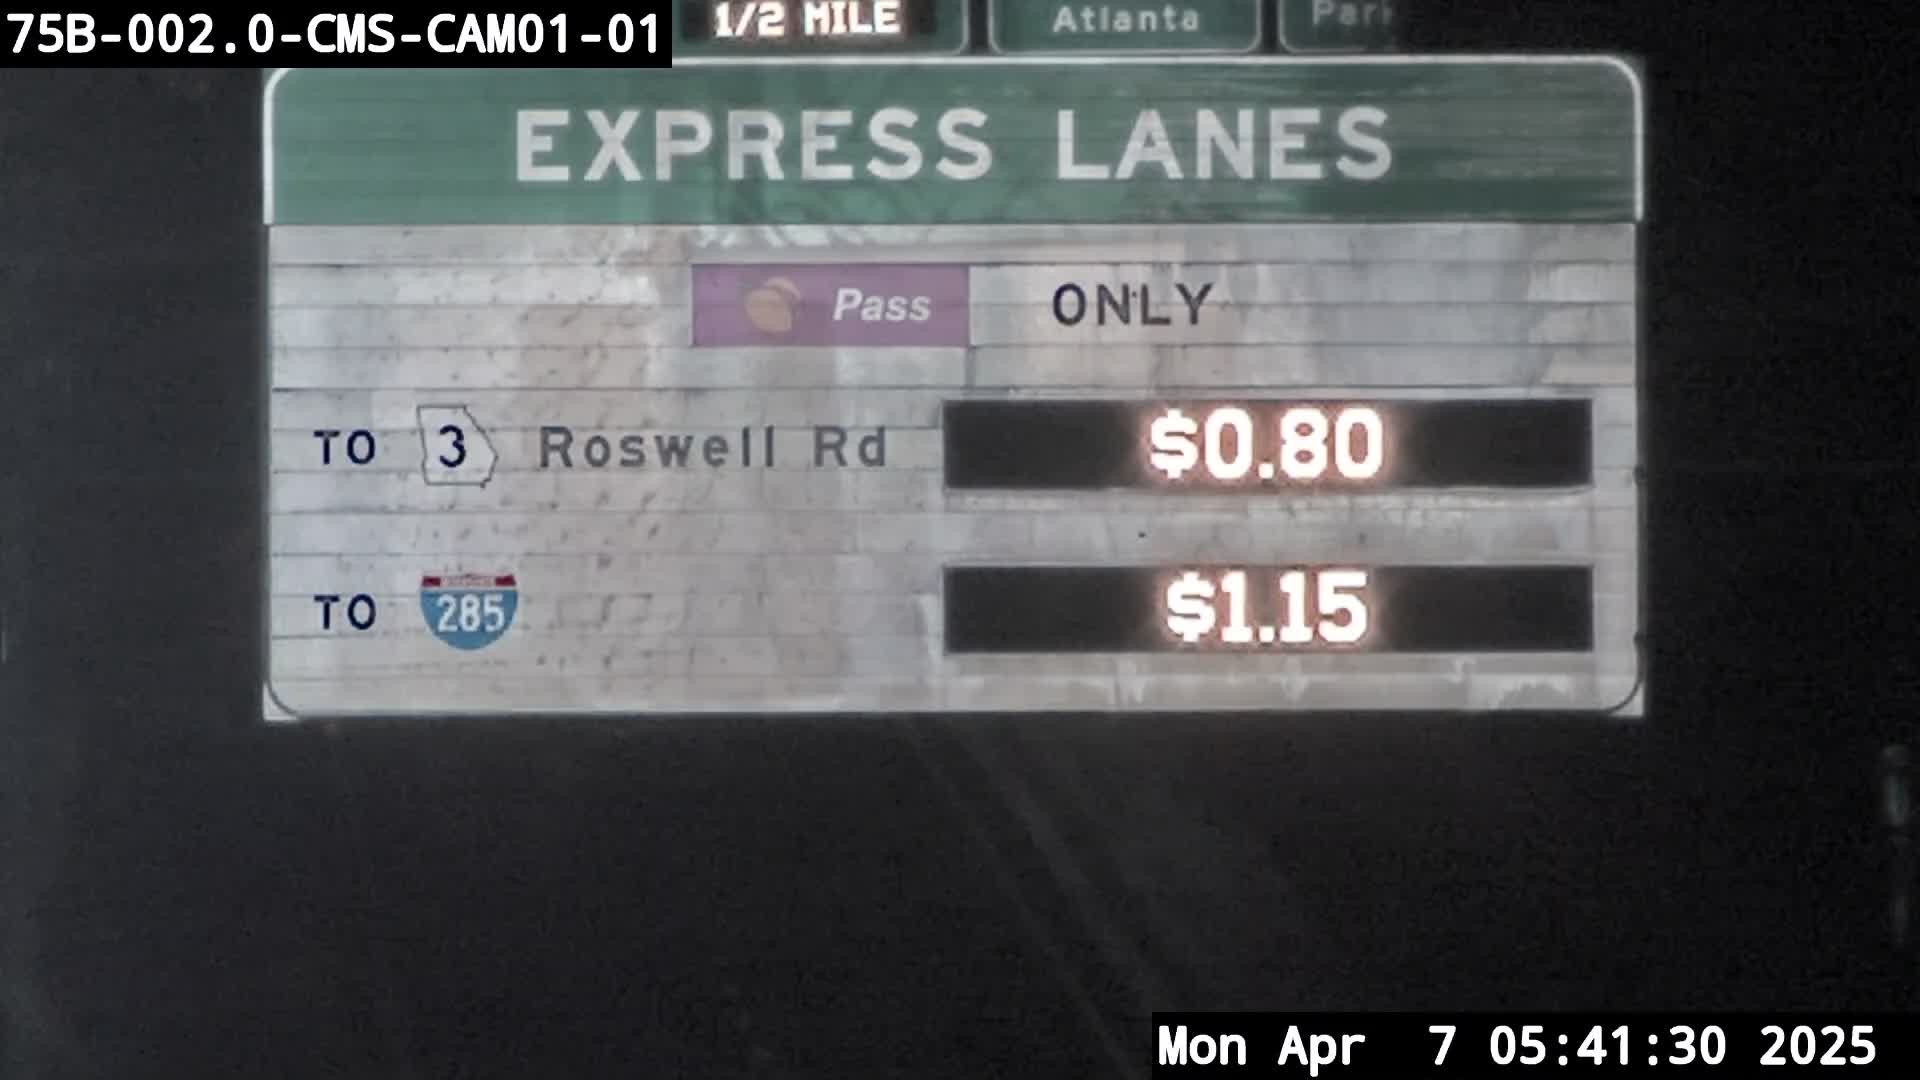 75B-002.0-CMS-CAM01-01
1/2 MILE
Atlanta
EXPRESS LANES
Pass ONLY
TO 3 Roswell Rd $0.80
TO 285 $1.15
Mon Apr 7 05:41:30 2025